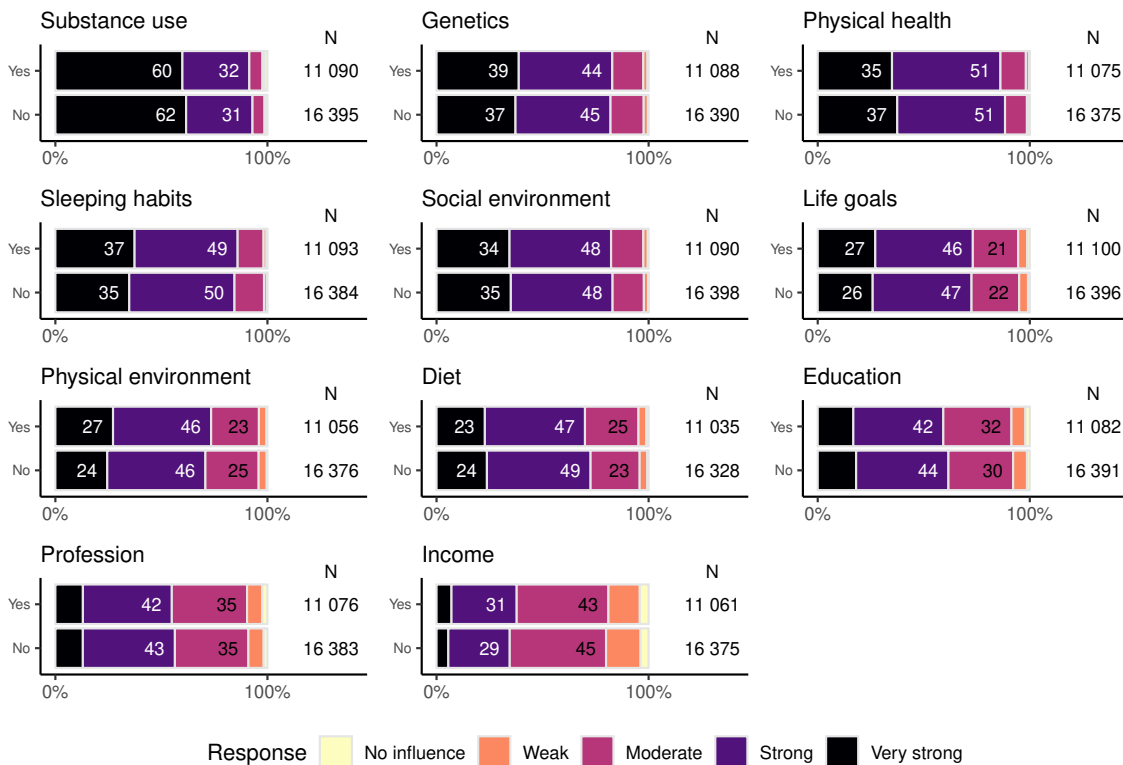 Substance use
N
Yes 60 32 11 090
No 62 31 16 395
0% 100%
Genetics
N
Yes 39 44 11 088
No 37 45 16 390
0% 100%
Physical health
N
Yes 35 51 11 075
No 37 51 16 375
0% 100%
Sleeping habits
N
Yes 37 49 11 093
No 35 50 16 384
0% 100%
Social environment
N
Yes 34 48 11 090
No 35 48 16 398
0% 100%
Life goals
N
Yes 27 46 21 11 100
No 26 47 22 16 396
0% 100%
Physical environment
N
Yes 27 46 23 11 056
No 24 46 25 16 376
0% 100%
Diet
N
Yes 23 47 25 11 035
No 24 49 23 16 328
0% 100%
Education
N
Yes 42 32 11 082
No 44 30 16 391
0% 100%
Profession
N
Yes 42 35 11 076
No 43 35 16 383
0% 100%
Income
N
Yes 31 43 11 061
No 29 45 16 375
0% 100%
Response No influence Weak Moderate Strong Very strong